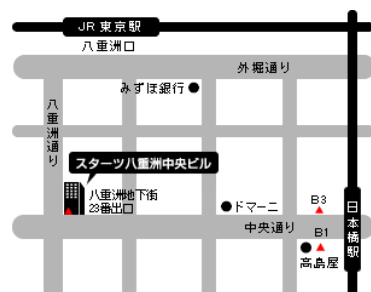 JR 東京駅
八重洲口
外堀通り
みずほ銀行
八重洲通り
スターツ八重洲中央ビル
八重洲地下街
23番出口
ドマーニ
B3
中央通り
B1
日本橋駅
高島屋